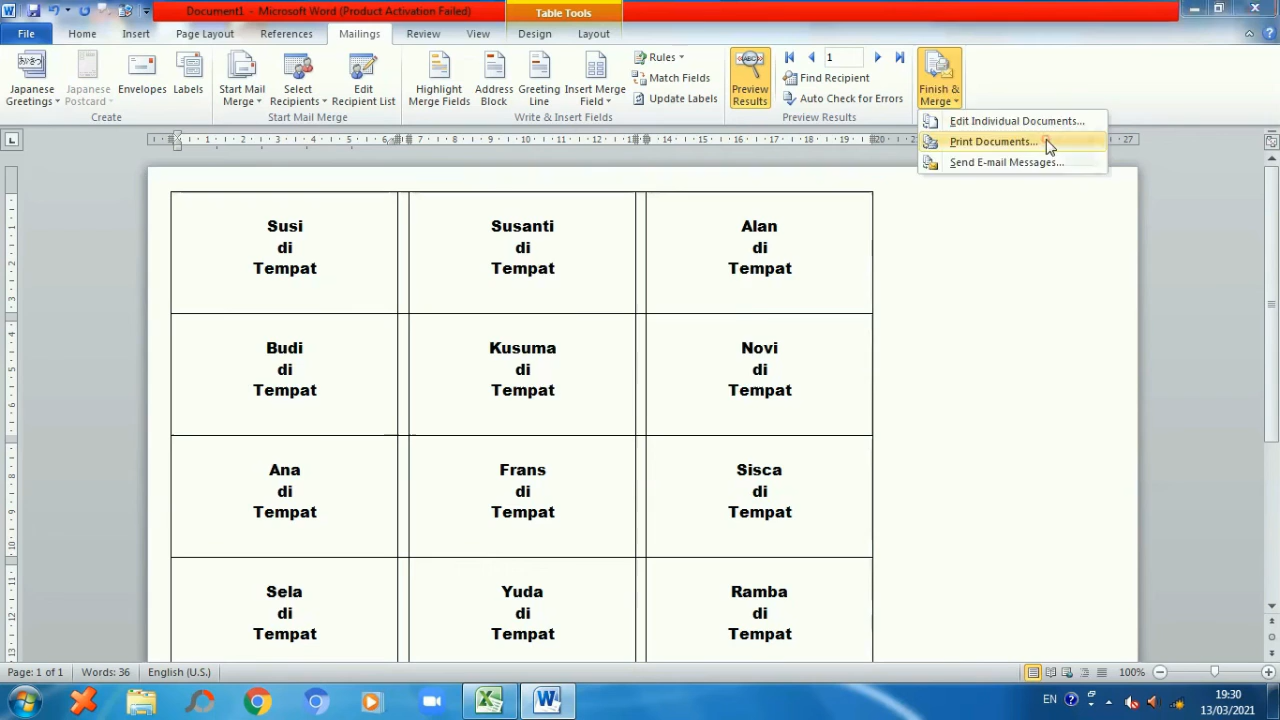 Document1 - Microsoft Word (Product Activation Failed)
Table Tools
File
Home
Insert
Page Layout
References
Mailings
Review
View
Design
Layout
Japanese Greetings
Japanese Postcard
Envelopes
Labels
Create
Start Mail Merge
Select Recipients
Edit Recipient List
Start Mail Merge
Highlight Merge Fields
Address Block
Greeting Line
Insert Merge Field
Rules
Match Fields
Update Labels
Write & Insert Fields
ABC
Preview Results
1
Find Recipient
Auto Check for Errors
Preview Results
Finish & Merge
Edit Individual Documents...
Print Documents...
Send E-mail Messages...
Susi
di
Tempat
Susanti
di
Tempat
Alan
di
Tempat
Budi
di
Tempat
Kusuma
di
Tempat
Novi
di
Tempat
Ana
di
Tempat
Frans
di
Tempat
Sisca
di
Tempat
Sela
di
Tempat
Yuda
di
Tempat
Ramba
di
Tempat
Page: 1 of 1
Words: 36
English (U.S.)
100%
EN
19:30
13/03/2021